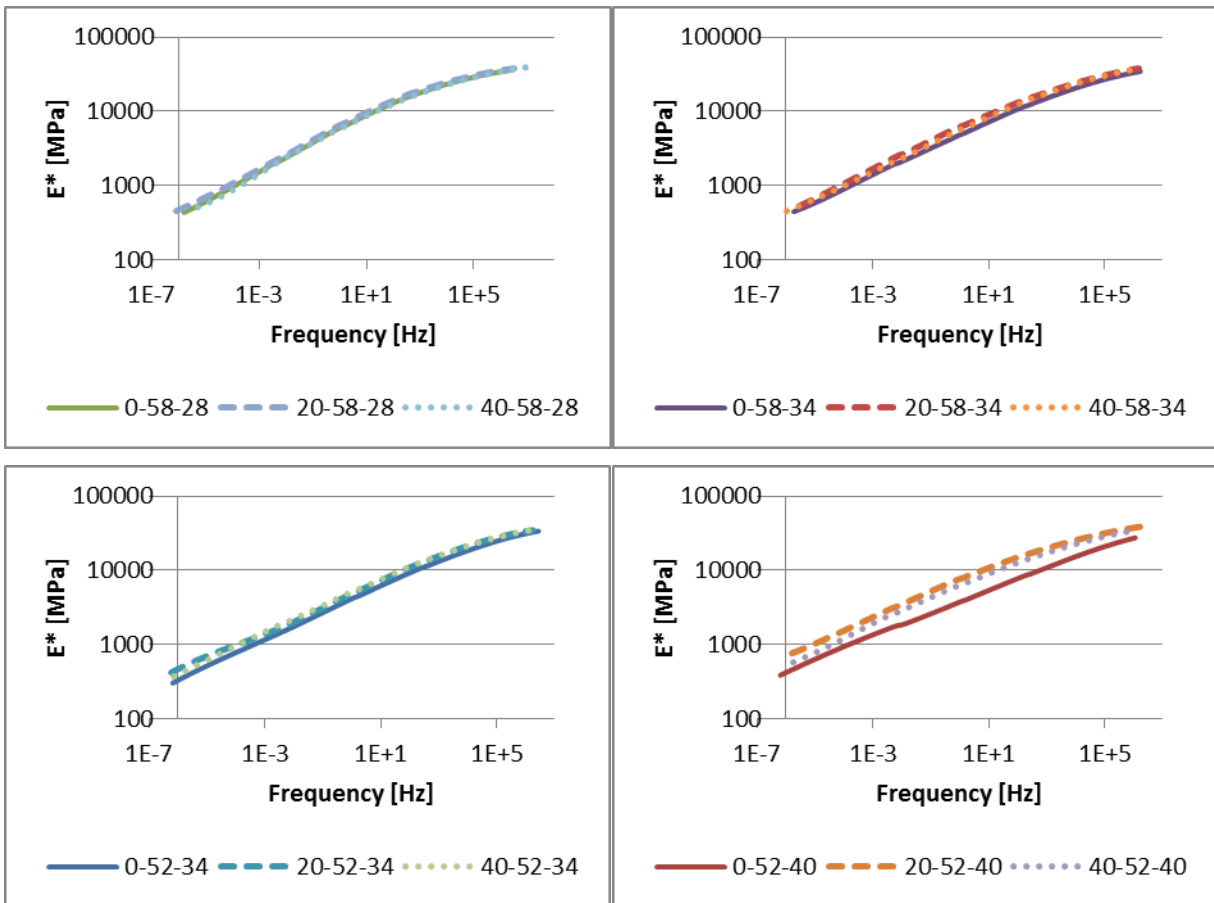 100000
10000
1000
100
E* [MPa]
1E-7 1E-3 1E+1 1E+5
Frequency [Hz]
0-58-28 20-58-28 40-58-28
100000
10000
1000
100
E* [MPa]
1E-7 1E-3 1E+1 1E+5
Frequency [Hz]
0-58-34 20-58-34 40-58-34
100000
10000
1000
100
E* [MPa]
1E-7 1E-3 1E+1 1E+5
Frequency [Hz]
0-52-34 20-52-34 40-52-34
100000
10000
1000
100
E* [MPa]
1E-7 1E-3 1E+1 1E+5
Frequency [Hz]
0-52-40 20-52-40 40-52-40